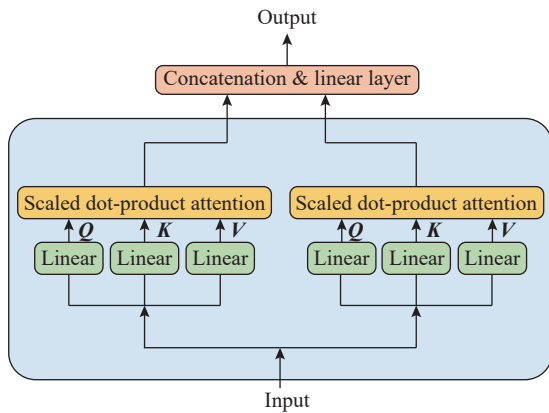 Output
Concatenation & linear layer
Scaled dot-product attention Scaled dot-product attention
Q K V Q K V
Linear Linear Linear Linear Linear Linear
Input